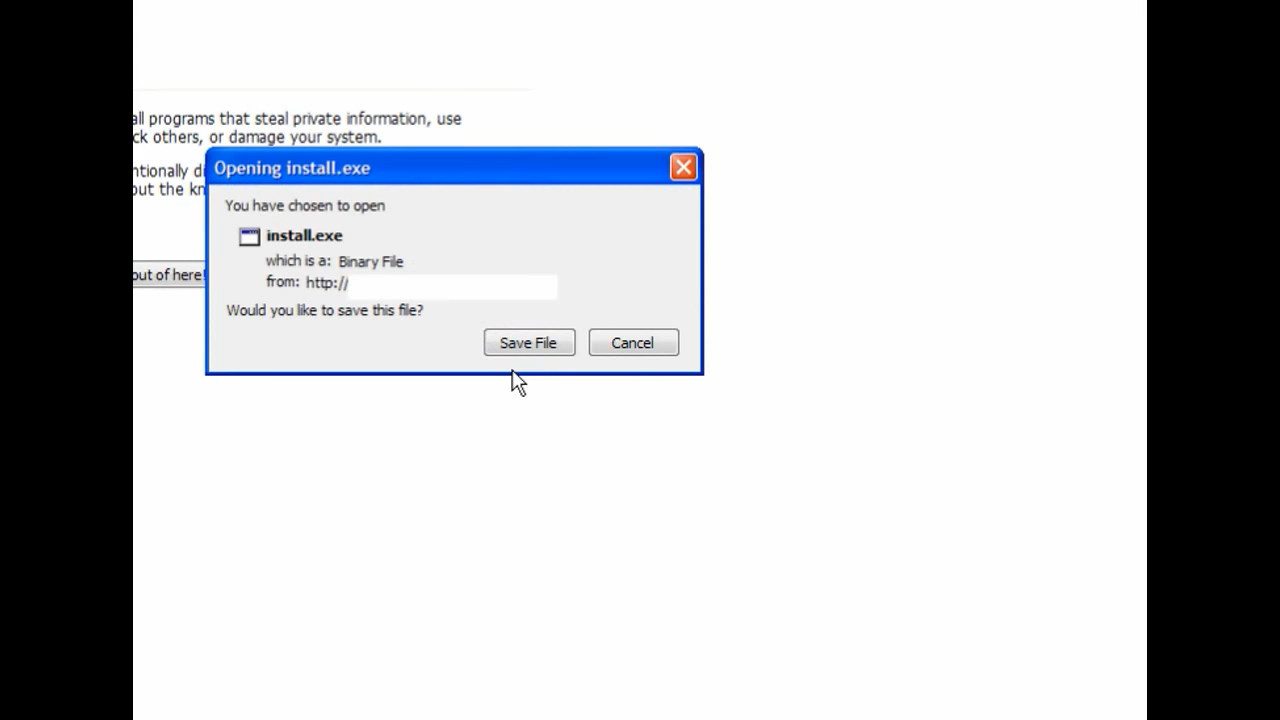 all programs that steal private information, use
ck others, or damage your system.
ntionally di
out the kn
out of here!
Opening install.exe
You have chosen to open
install.exe
which is a: Binary File
from: http://
Would you like to save this file?
Save File
Cancel